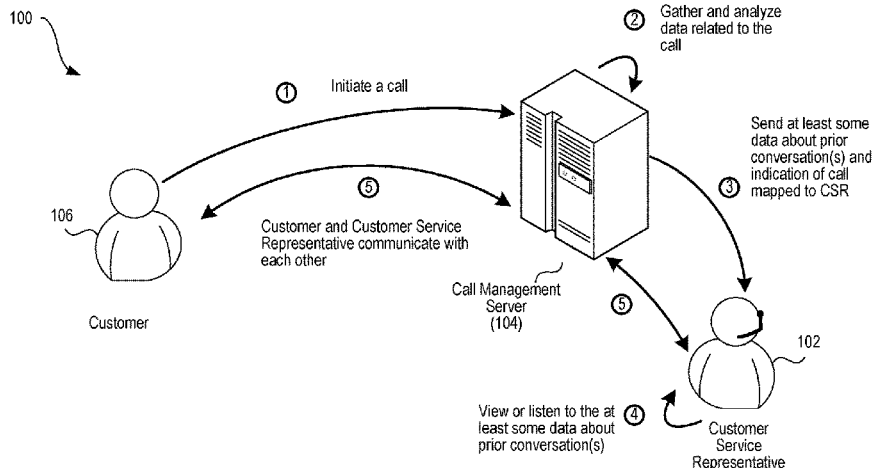 100
② Gather and analyze
data related to the
call
① Initiate a call
Send at least some
data about prior
conversation(s) and
③ indication of call
mapped to CSR
⑤
106
Customer and Customer Service
Representative communicate with
each other
Call Management
Server
(104)
⑤
Customer
102
View or listen to the at ④
least some data about
prior conversation(s)
Customer
Service
Representative